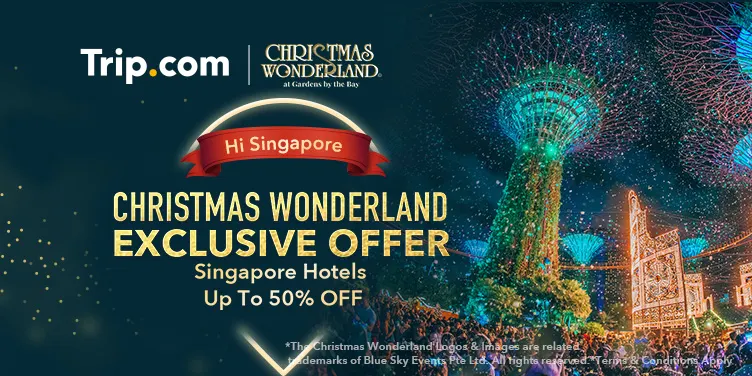 Trip.com
CHRISTMAS
WONDERLAND®
at Gardens by the Bay
Hi Singapore
CHRISTMAS WONDERLAND
EXCLUSIVE OFFER
Singapore Hotels
Up To 50% OFF
*The Christmas Wonderland Logos & Images are related
trademarks of Blue Sky Events Pte Ltd. All rights reserved.*Terms & Conditions Apply